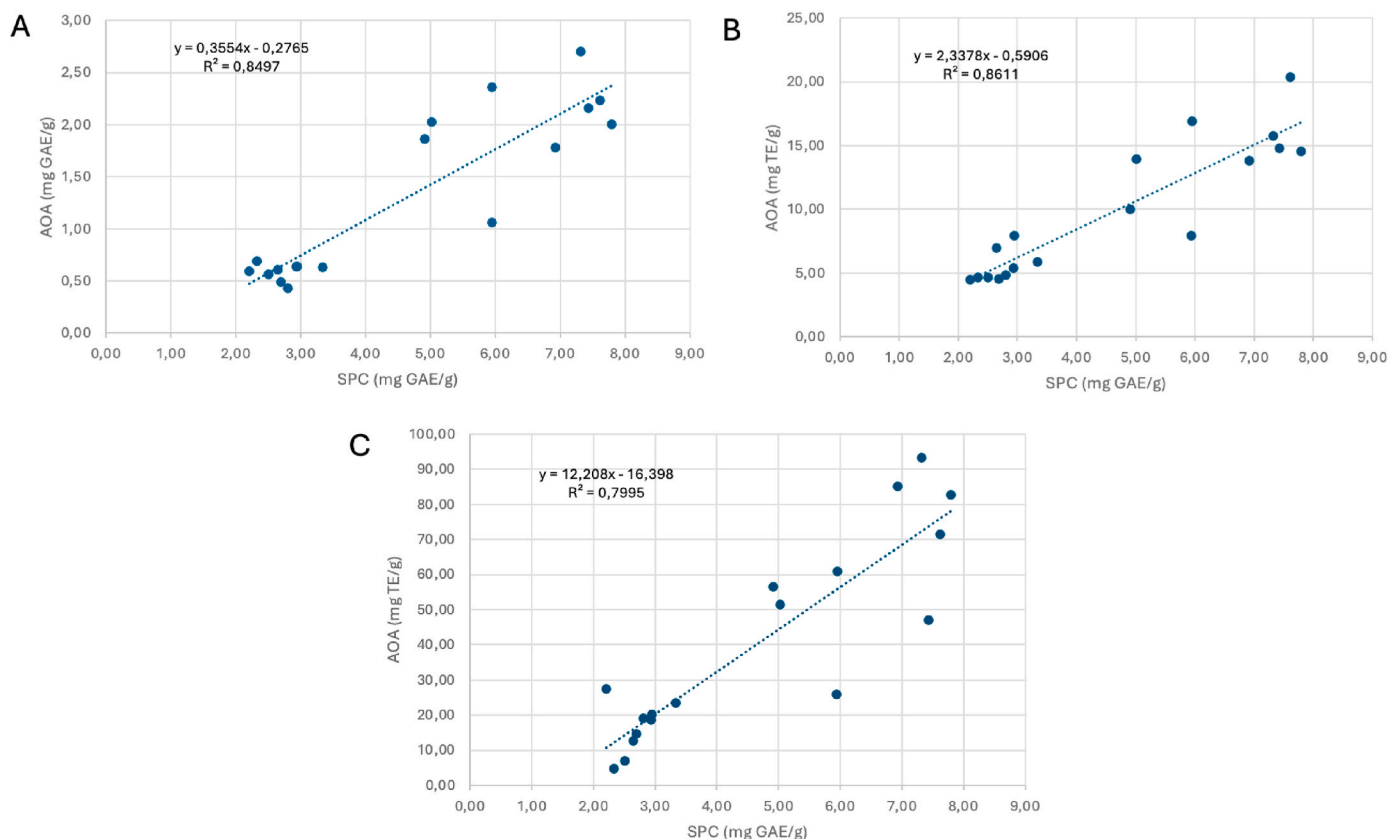 A
y = 0,3554x - 0,2765
R² = 0,8497
3,00
2,50
2,00
1,50
1,00
0,50
0,00
AOA (mg GAE/g)
0,00 1,00 2,00 3,00 4,00 5,00 6,00 7,00 8,00 9,00
SPC (mg GAE/g)
B
y = 2,3378x - 0,5906
R² = 0,8611
25,00
20,00
15,00
10,00
5,00
0,00
AOA (mg TE/g)
0,00 1,00 2,00 3,00 4,00 5,00 6,00 7,00 8,00 9,00
SPC (mg GAE/g)
C
y = 12,208x - 16,398
R² = 0,7995
100,00
90,00
80,00
70,00
60,00
50,00
40,00
30,00
20,00
10,00
0,00
AOA (mg TE/g)
0,00 1,00 2,00 3,00 4,00 5,00 6,00 7,00 8,00 9,00
SPC (mg GAE/g)